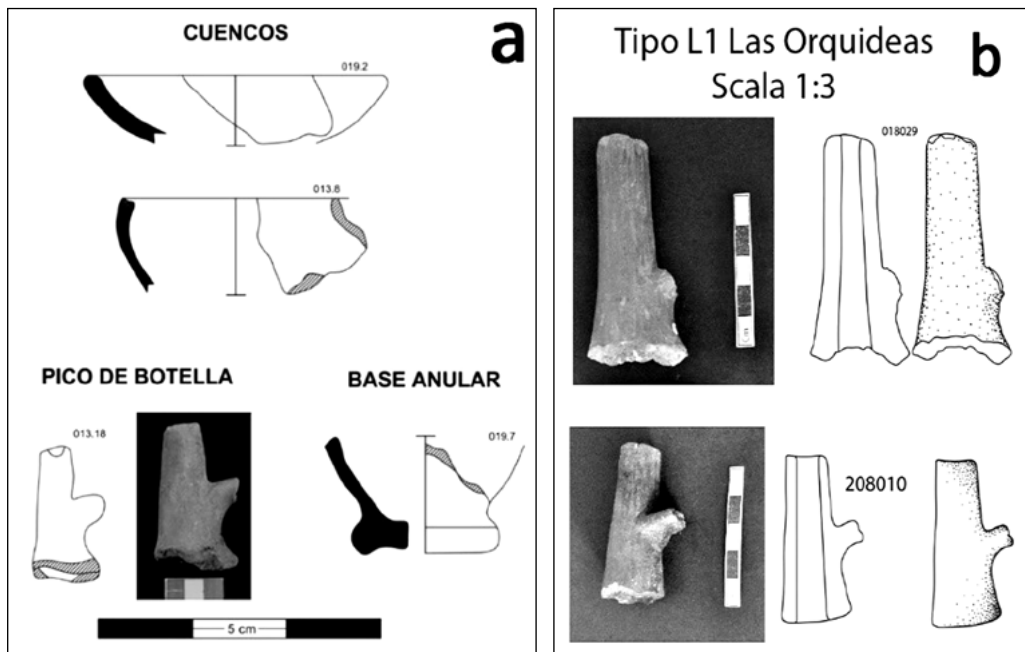 a
CUENCOS
019.2
013.8
PICO DE BOTELLA
BASE ANULAR
013.18
019.7
5 cm
b
Tipo L1 Las Orquideas
Scala 1:3
018029
208010